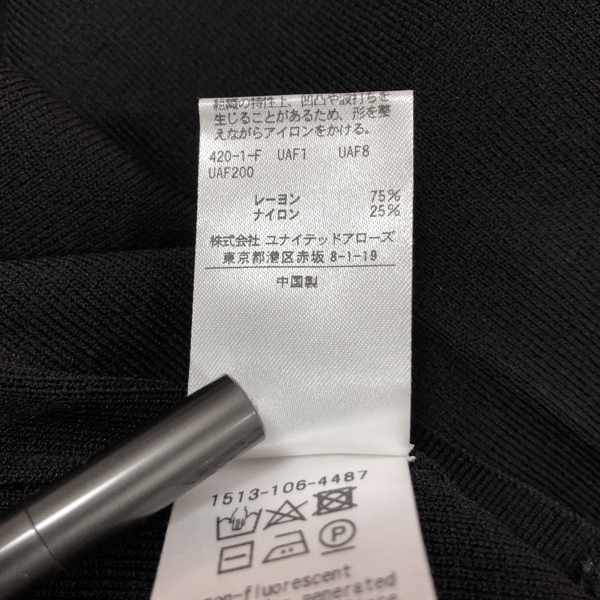 組織の特性上、凹凸や波打ちを
生じることがあるため、形を整
えながらアイロンをかける。
420-1-F UAF1 UAF8
UAF200
レーヨン 75%
ナイロン 25%
株式会社 ユナイテッドアローズ
東京都港区赤坂 8-1-19
中国製
1513-106-4487
non-fluorescent
generated